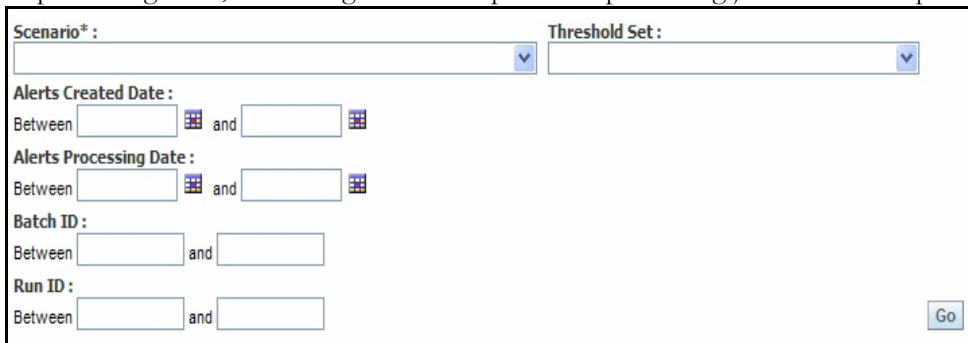 Scenario* : Threshold Set :
Alerts Created Date :
Between and
Alerts Processing Date :
Between and
Batch ID :
Between and
Run ID :
Between and Go